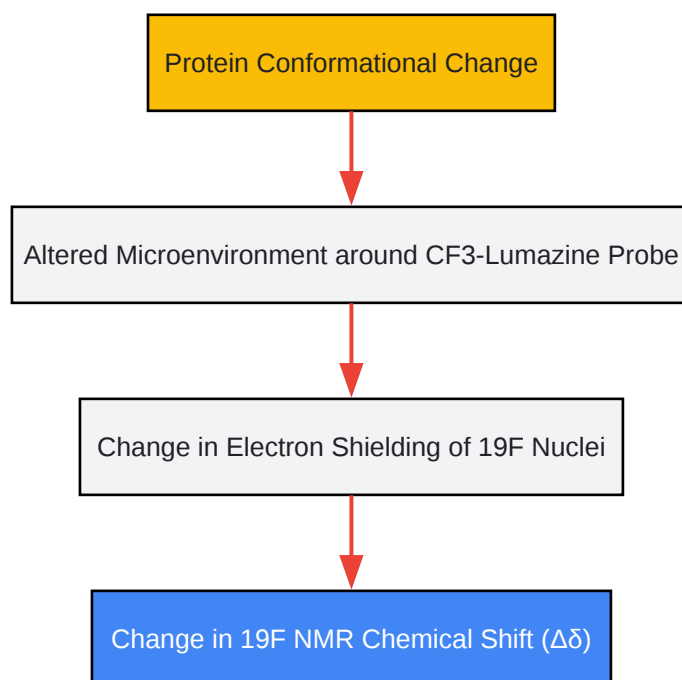 Protein Conformational Change
Altered Microenvironment around CF3-Lumazine Probe
Change in Electron Shielding of 19F Nuclei
Change in 19F NMR Chemical Shift (Δδ)